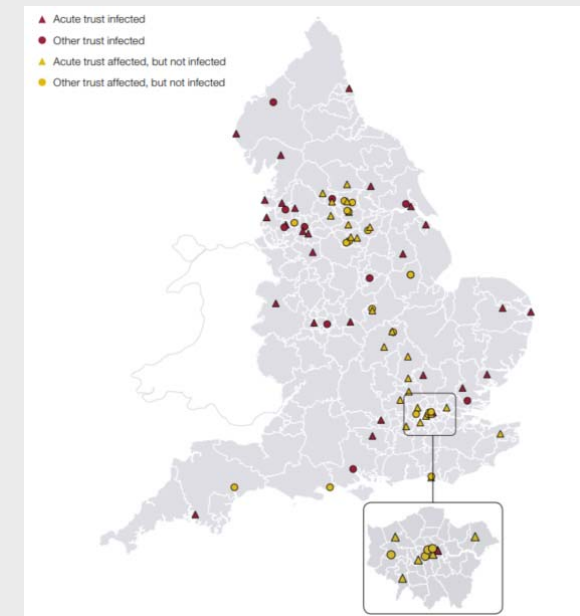 Acute trust infected
Other trust infected
Acute trust affected, but not infected
Other trust affected, but not infected